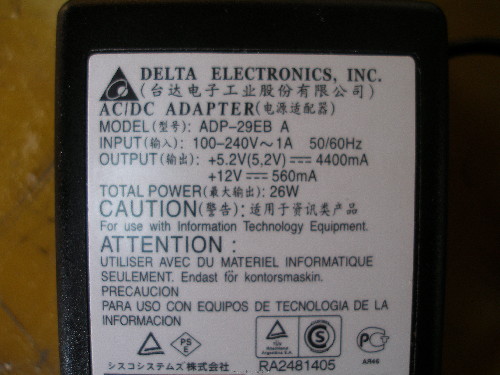 DELTA ELECTRONICS, INC.
(台达电子工业股份有限公司)
AC/DC ADAPTER(电源适配器)
MODEL(型号): ADP-29EB A
INPUT(输入): 100-240V~1A 50/60Hz
OUTPUT(输出): +5.2V(5,2V) 4400mA
+12V 560mA
TOTAL POWER(最大输出): 26W
CAUTION(警告): 适用于资讯类产品
For use with Information Technology Equipment.
ATTENTION :
UTILISER AVEC DU MATERIEL INFORMATIQUE
SEULEMENT. Endast för kontorsmaskin.
PRECAUCION
PARA USO CON EQUIPOS DE TECNOLOGIA DE LA
INFORMACION
PS
E
TÜV
Rheinland
Argentina S.A.
S
シスコシステムズ株式会社
RA2481405